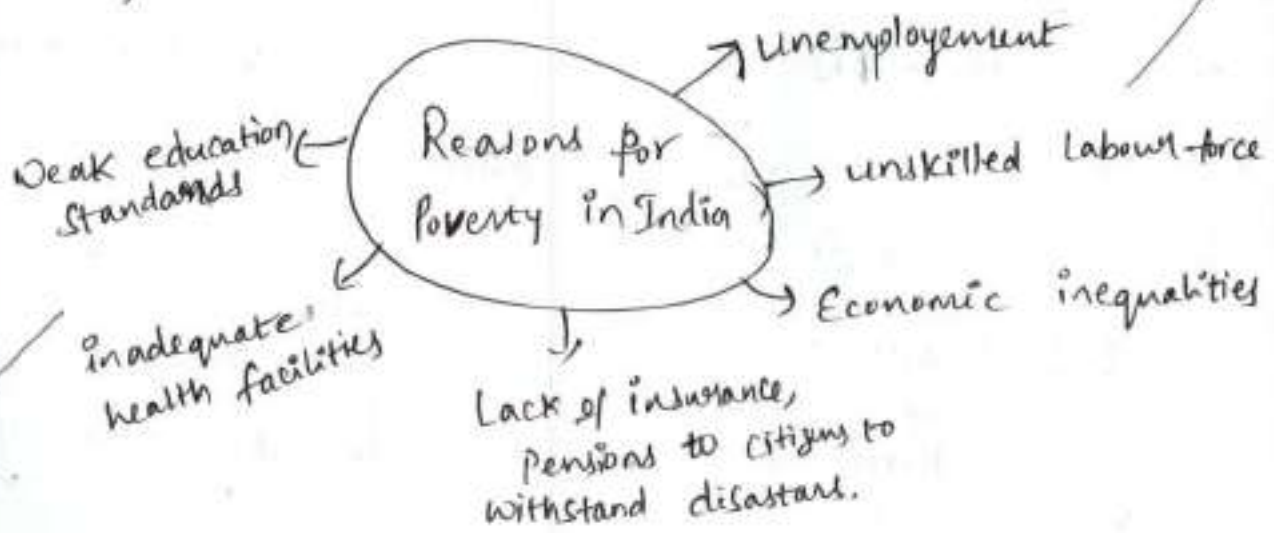 Reasons for
Poverty in India
unemployement
unskilled Labour-force
Economic inequalities
Lack of insurance,
pensions to citizens to
withstand disastars.
inadequate
health facilities
Weak education
standards